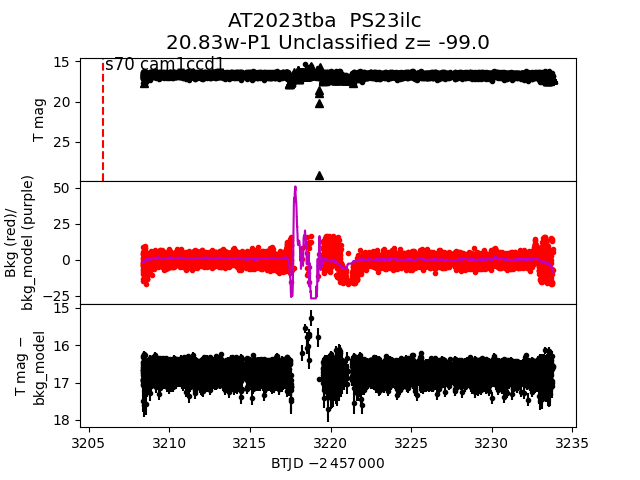 AT2023tba  PS23ilc
20.83w-P1 Unclassified z= -99.0
s70 cam1ccd1
15
20
25
T mag
50
25
0
−25
Bkg (red)/
bkg_model (purple)
15
16
17
18
T mag −
bkg_model
3205
3210
3215
3220
3225
3230
3235
BTJD −2 457 000